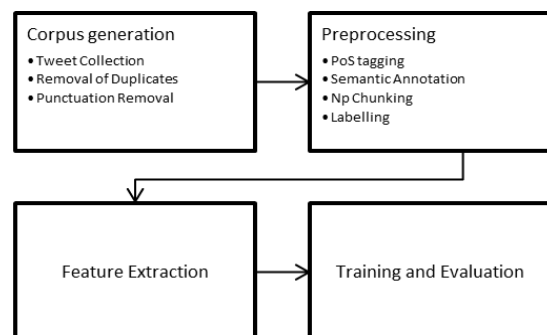 Corpus generation
• Tweet Collection
• Removal of Duplicates
• Punctuation Removal
Preprocessing
• PoS tagging
• Semantic Annotation
• Np Chunking
• Labelling
Feature Extraction
Training and Evaluation